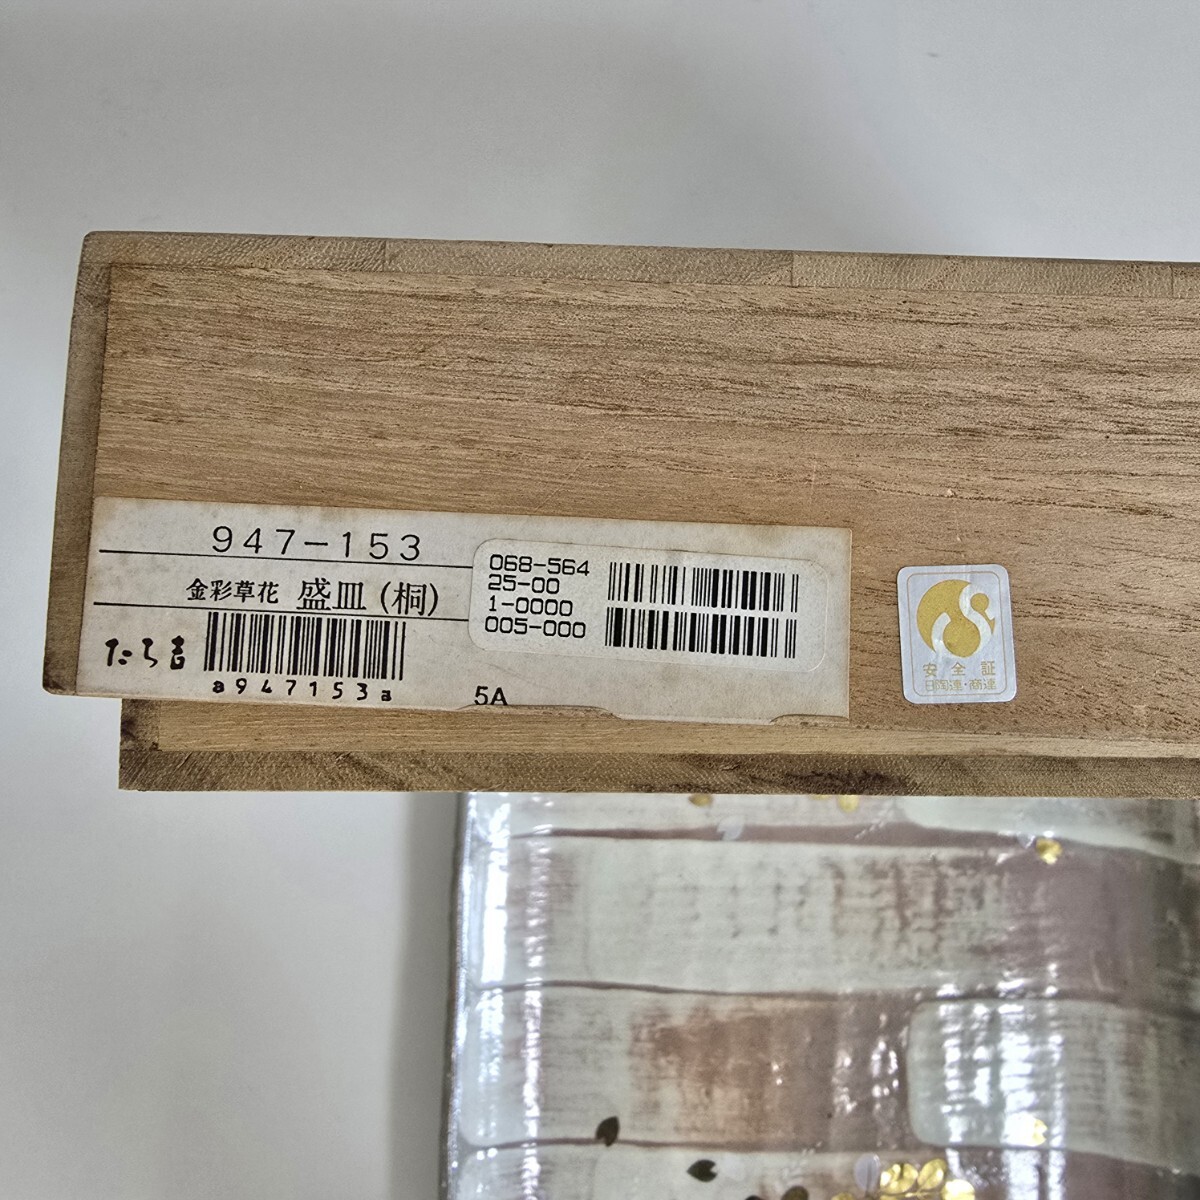 947-153
金彩草花 盛皿 (桐)
たち吉
a947153a
5A
068-564
25-00
1-0000
005-000
安全証
日陶連・商連